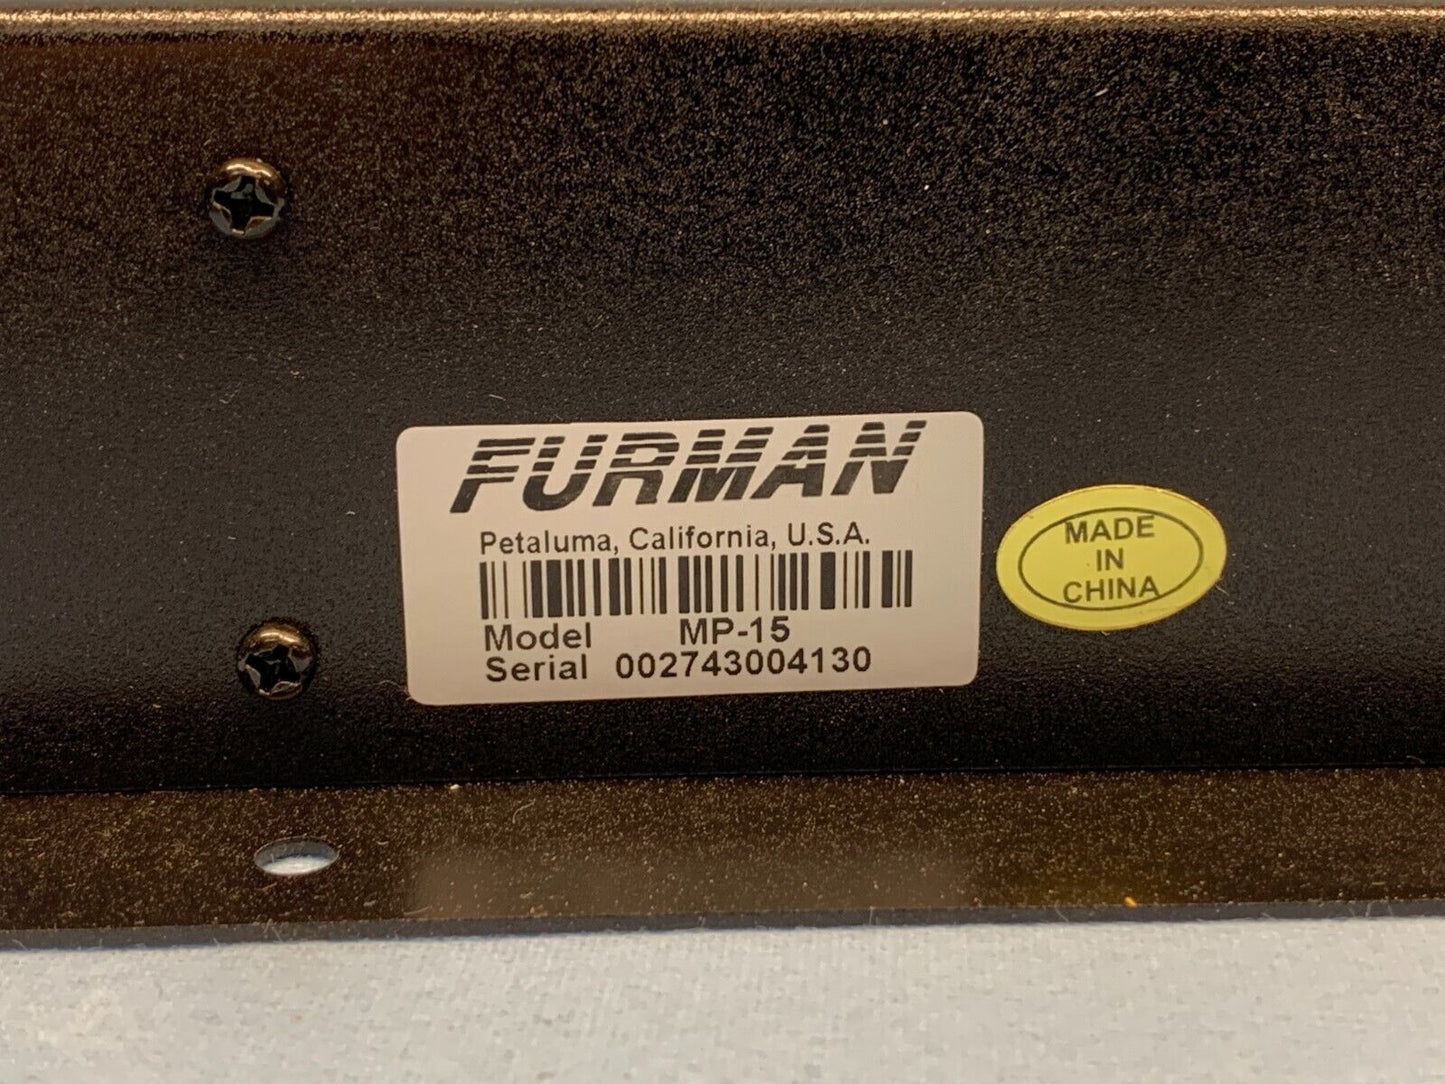 FURMAN
Petaluma, California, U.S.A.
Model MP-15
Serial 002743004130
MADE
IN
CHINA